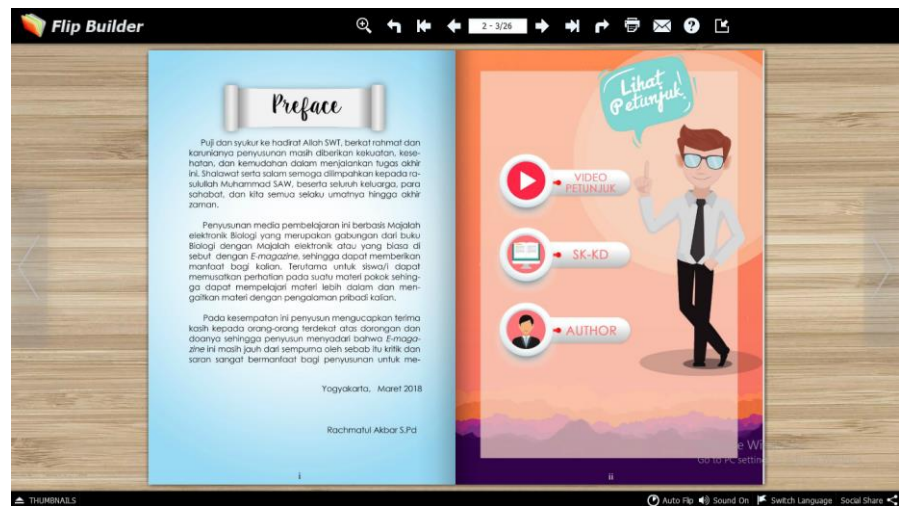 Flip Builder
2 - 3/26
Preface
Puji dan syukur ke hadirat Allah SWT, berkat rahmat dan
karunianya penyusunan masih diberikan kekuatan, kese-
hatan, dan kemudahan dalam menjalankan tugas akhir
ini. Shalawat serta salam semoga dilimpahkan kepada ra-
sulullah Muhammad SAW, beserta seluruh keluarga, para
sahabat, dan kita semua selaku umatnya hingga akhir
zaman.
Penyusunan media pembelajaran ini berbasis Majalah
elektronik Biologi yang merupakan gabungan dari buku
Biologi dengan Majalah elektronik atau yang biasa di
sebut dengan E-magazine, sehingga dapat memberikan
manfaat bagi kalian. Terutama untuk siswa/i dapat
memusatkan perhatian pada suatu materi pokok sehing-
ga dapat mempelajari materi lebih dalam dan men-
gaitkan materi dengan pengalaman pribadi kalian.
Pada kesempatan ini penyusun mengucapkan terima
kasih kepada orang-orang terdekat atas dorongan dan
doanya sehingga penyusun menyadari bahwa E-maga-
zine ini masih jauh dari sempurna oleh sebab itu kritik dan
saran sangat bermanfaat bagi penyusunan untuk me-
Yogyakarta, Maret 2018
Rachmatul Akbar S.Pd
i
Lihat
Petunjuk!
VIDEO
PETUNJUK
SK-KD
AUTHOR
Go to PC settin
ii
THUMBNAILS
Auto Flip Sound On Switch Language Social Share